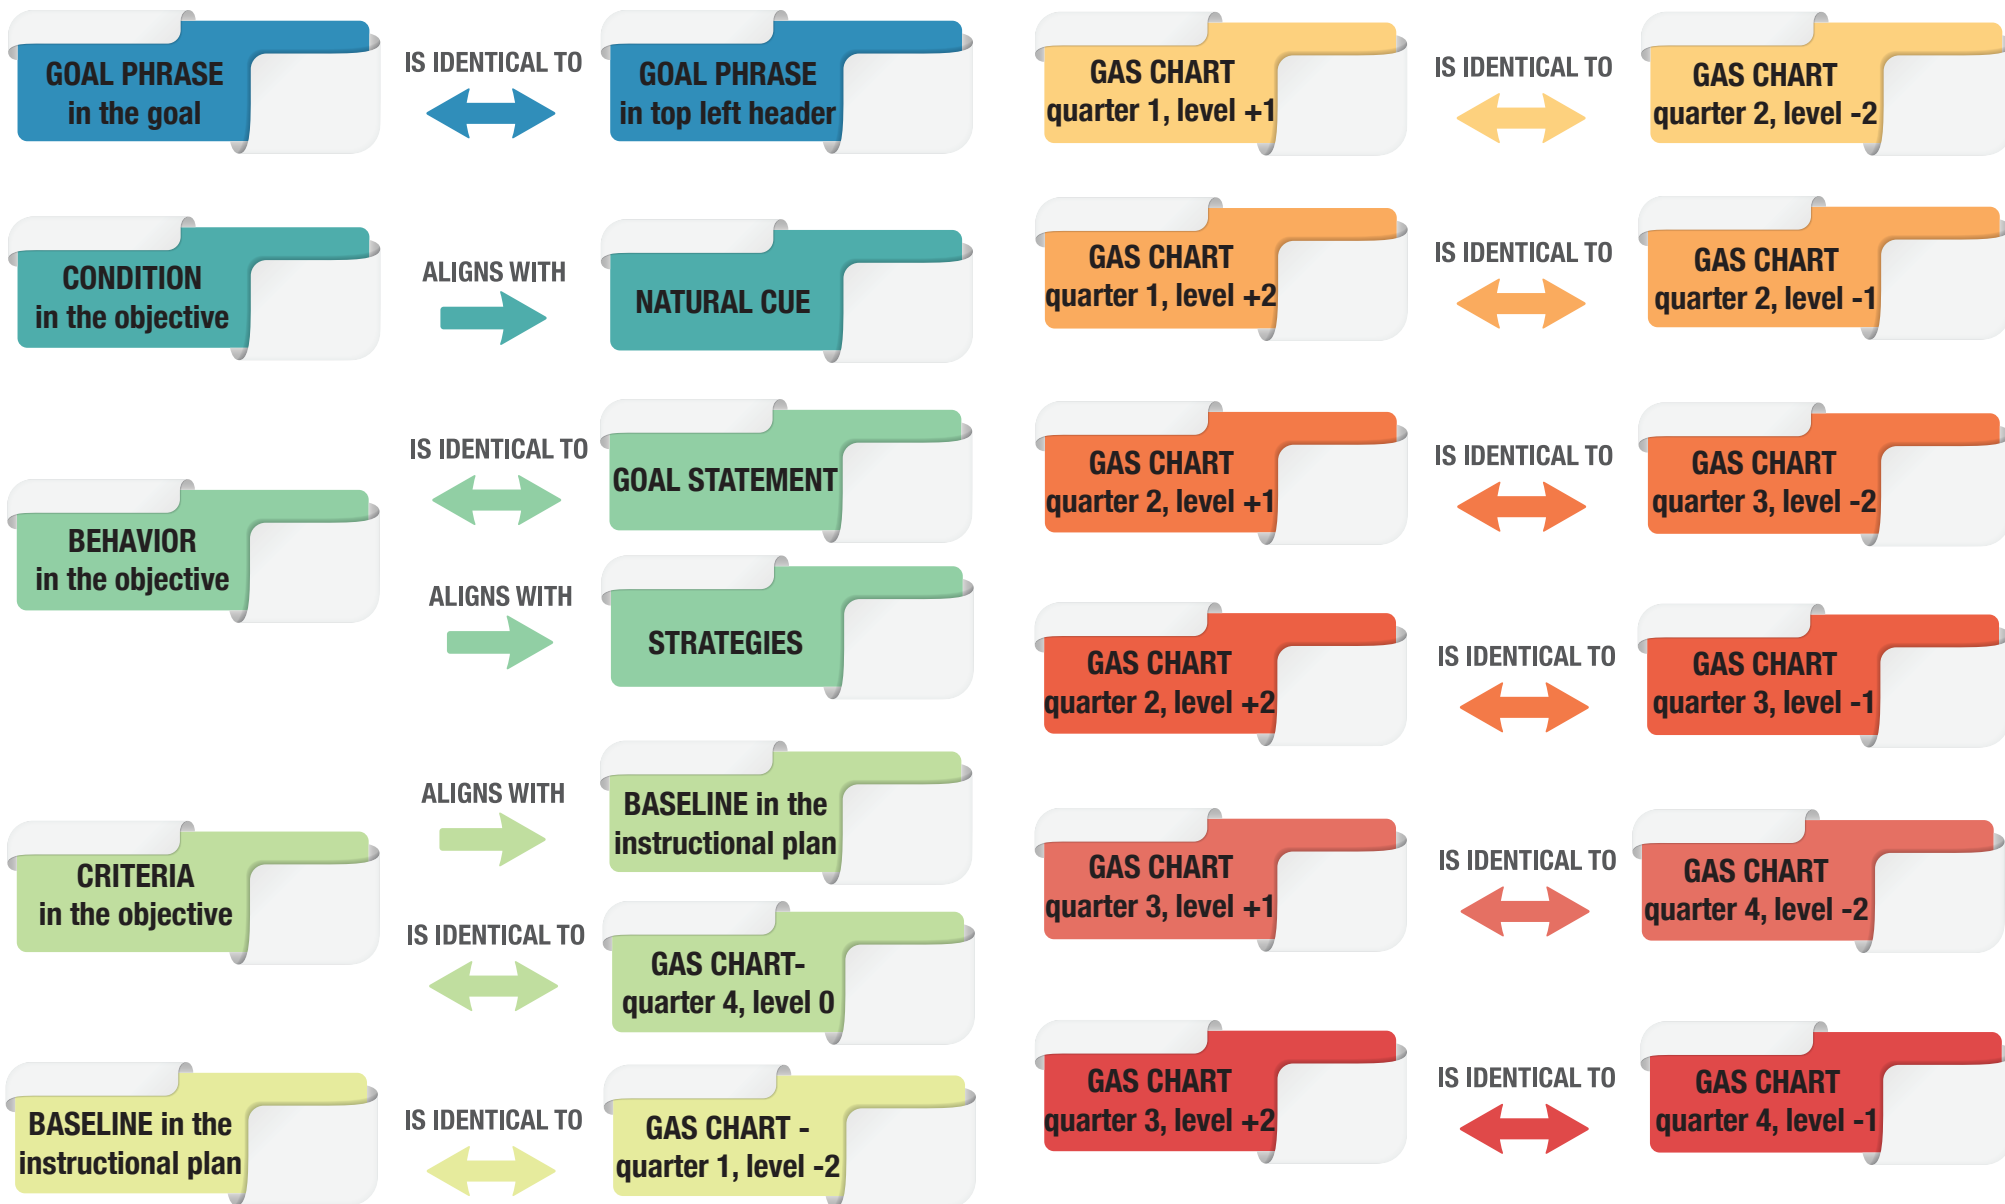 GOAL PHRASE
in the goal
IS IDENTICAL TO
GOAL PHRASE
in top left header
CONDITION
in the objective
ALIGNS WITH
NATURAL CUE
BEHAVIOR
in the objective
IS IDENTICAL TO
GOAL STATEMENT
ALIGNS WITH
STRATEGIES
CRITERIA
in the objective
ALIGNS WITH
BASELINE in the
instructional plan
IS IDENTICAL TO
GAS CHART-
quarter 4, level 0
BASELINE in the
instructional plan
IS IDENTICAL TO
GAS CHART -
quarter 1, level -2
GAS CHART
quarter 1, level +1
IS IDENTICAL TO
GAS CHART
quarter 2, level -2
GAS CHART
quarter 1, level +2
IS IDENTICAL TO
GAS CHART
quarter 2, level -1
GAS CHART
quarter 2, level +1
IS IDENTICAL TO
GAS CHART
quarter 3, level -2
GAS CHART
quarter 2, level +2
IS IDENTICAL TO
GAS CHART
quarter 3, level -1
GAS CHART
quarter 3, level +1
IS IDENTICAL TO
GAS CHART
quarter 4, level -2
GAS CHART
quarter 3, level +2
IS IDENTICAL TO
GAS CHART
quarter 4, level -1